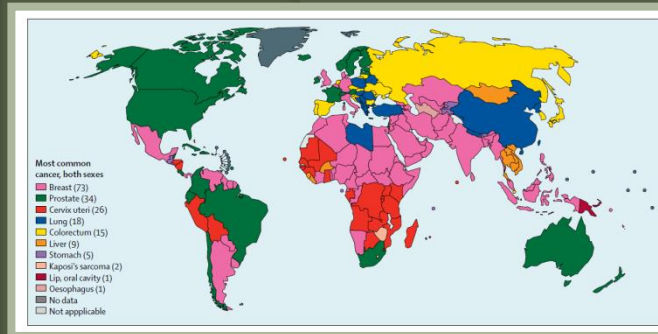 Most common
cancer, both sexes
Breast (73)
Prostate (34)
Cervix uteri (26)
Lung (18)
Colorectum (15)
Liver (9)
Stomach (5)
Kaposi's sarcoma (2)
Lip, oral cavity (1)
Oesophagus (1)
No data
Not appplicable